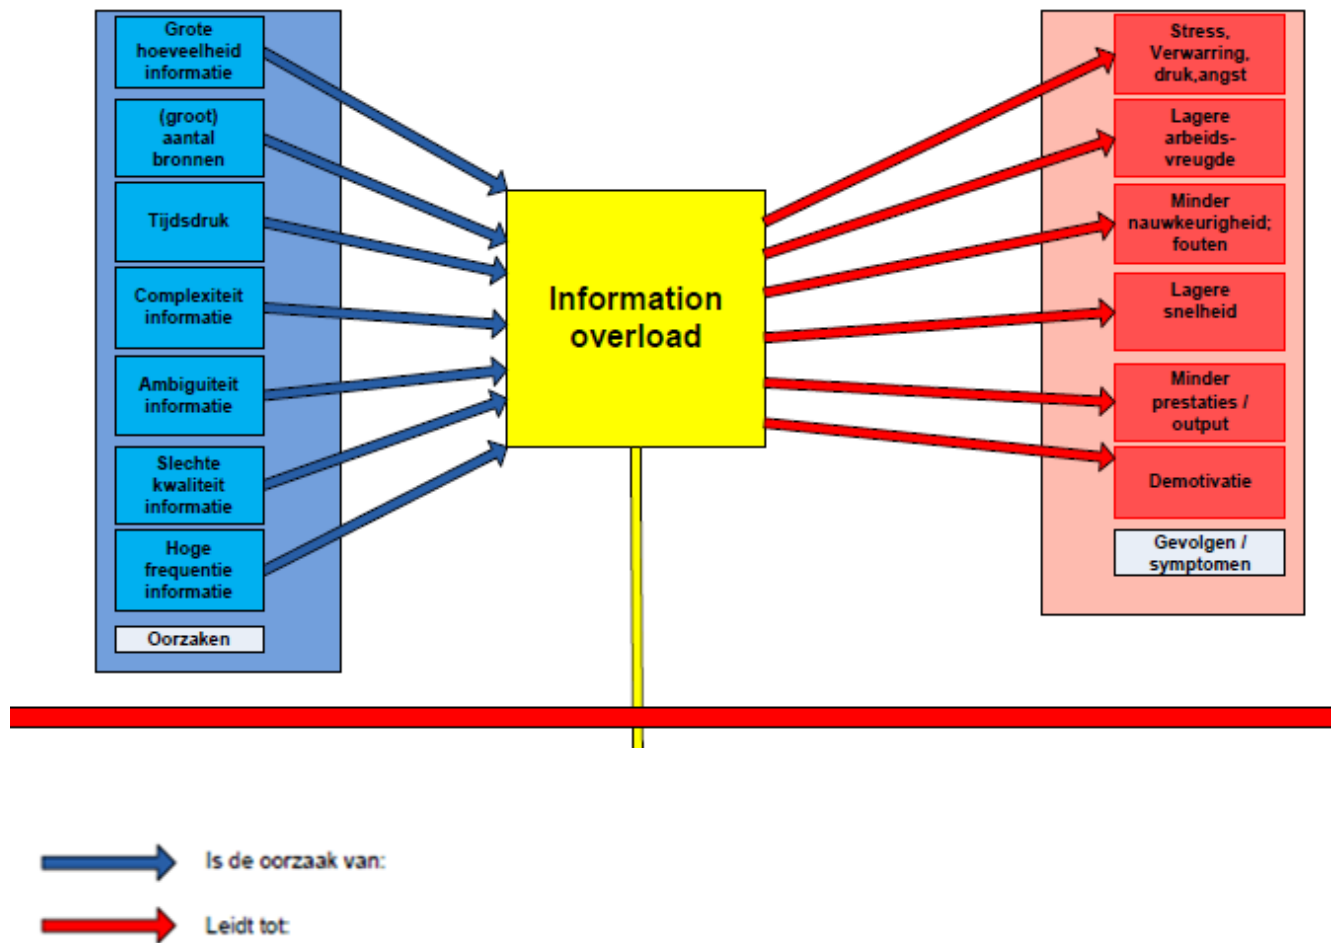 Grote
hoeveelheid
informatie
(groot)
aantal
bronnen
Tijdsdruk
Complexiteit
informatie
Ambiguiteit
informatie
Slechte
kwaliteit
informatie
Hoge
frequentie
informatie
Oorzaken
Information
overload
Stress,
Verwarring,
druk,angst
Lagere
arbeids-
vreugde
Minder
nauwkeurigheid;
fouten
Lagere
snelheid
Minder
prestaties /
output
Demotivatie
Gevolgen /
symptomen
Is de oorzaak van:
Leidt tot: